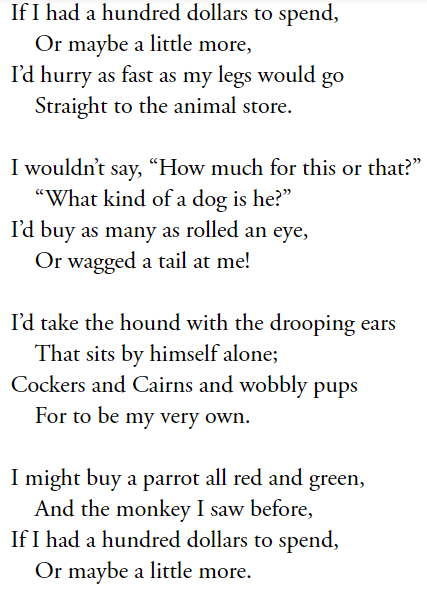 If I had a hundred dollars to spend,
Or maybe a little more,
I’d hurry as fast as my legs would go
Straight to the animal store.

I wouldn’t say, “How much for this or that?”
“What kind of a dog is he?”
I’d buy as many as rolled an eye,
Or wagged a tail at me!

I’d take the hound with the drooping ears
That sits by himself alone;
Cockers and Cairns and wobbly pups
For to be my very own.

I might buy a parrot all red and green,
And the monkey I saw before,
If I had a hundred dollars to spend,
Or maybe a little more.